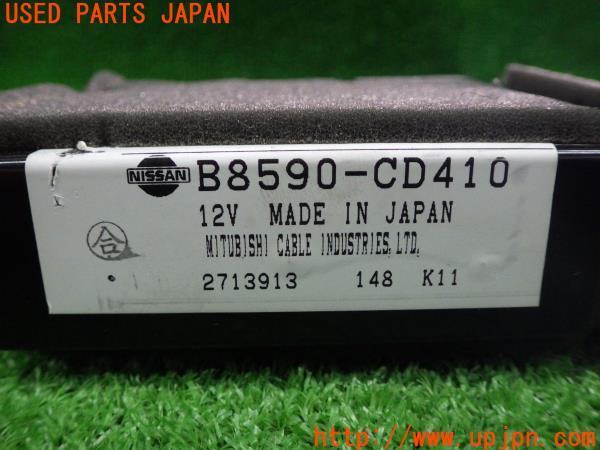 USED PARTS JAPAN
NISSAN B8590-CD410
12V MADE IN JAPAN
MITUBISHI CABLE INDUSTRIES, LTD.
合
2713913 148 K11
UPJ www.upjpn.com